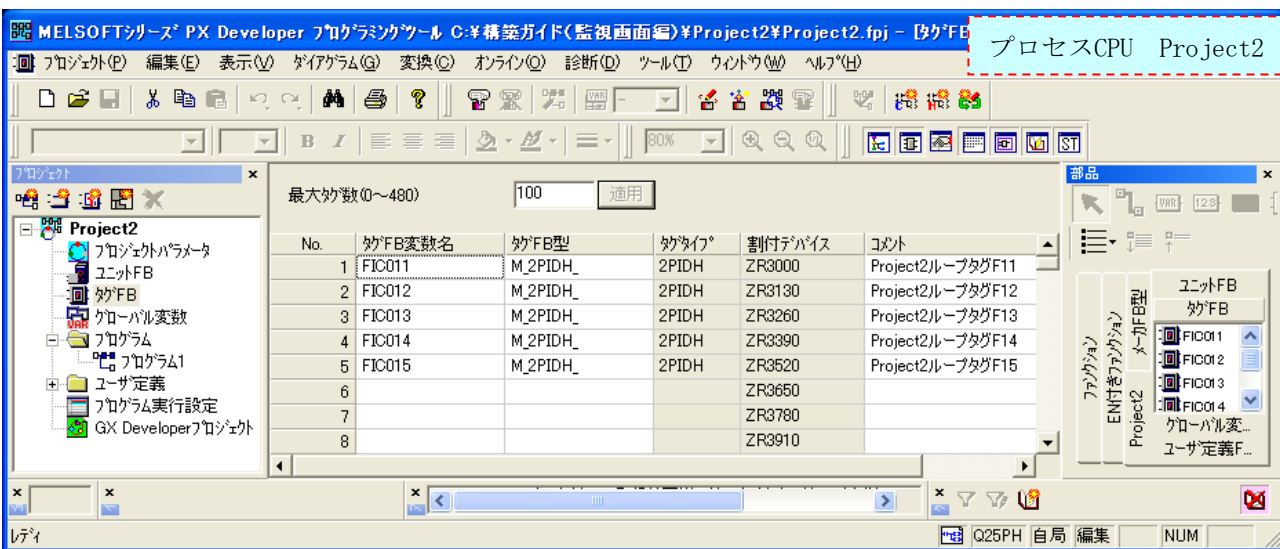 MELSOFTシリーズ PX Developer プログラミングツール C:¥構築ガイド(監視画面編)¥Project2¥Project2.fpj - [タグFB
プロセスCPU Project2
プロジェクト(P) 編集(E) 表示(V) ダイアグラム(G) 変換(C) オンライン(O) 診断(D) ツール(T) ウィンドウ(W) ヘルプ(H)
B I 80% ST
プロジェクト
Project2
プロジェクトパラメータ
ユニットFB
タグFB
グローバル変数
プログラム
プログラム1
ユーザ定義
プログラム実行設定
GX Developerプロジェクト
最大タグ数(0~480) 100 適用
No. タグFB変数名 タグFB型 タグタイプ 割付デバイス コメント
1 FIC011 M_2PIDH_ 2PIDH ZR3000 Project2ループタグF11
2 FIC012 M_2PIDH_ 2PIDH ZR3130 Project2ループタグF12
3 FIC013 M_2PIDH_ 2PIDH ZR3260 Project2ループタグF13
4 FIC014 M_2PIDH_ 2PIDH ZR3390 Project2ループタグF14
5 FIC015 M_2PIDH_ 2PIDH ZR3520 Project2ループタグF15
6 ZR3650
7 ZR3780
8 ZR3910
部品
VAR 123
ファンクション
EN付きファンクション
メーカFB型
Project2
ユニットFB
タグFB
FIC011
FIC012
FIC013
FIC014
グローバル変...
ユーザ定義F...
レディ Q25PH 自局 編集 NUM